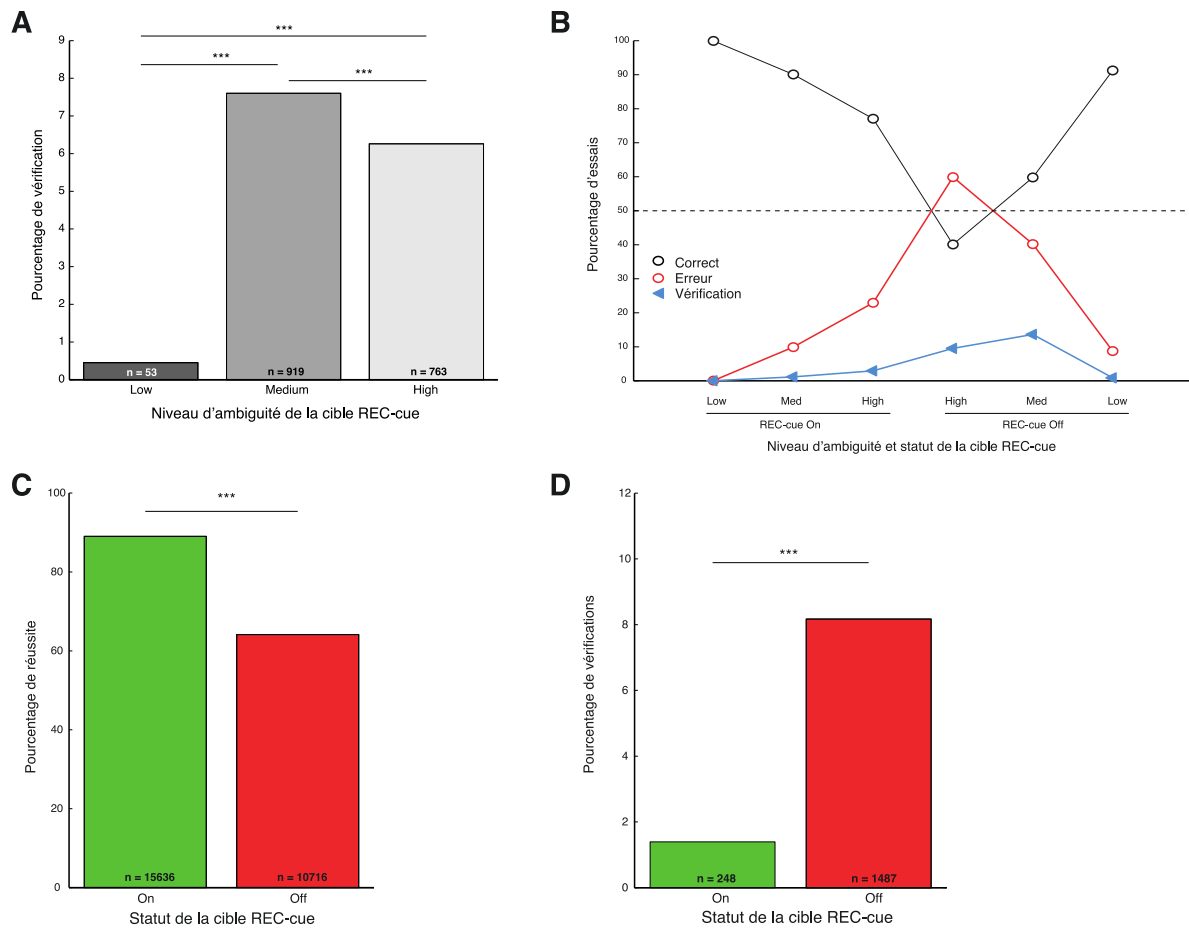 A
***
***
***
9
8
7
6
5
4
3
2
1
0
Pourcentage de vérification
n = 53
n = 919
n = 763
Low
Medium
High
Niveau d'ambiguité de la cible REC-cue
B
100
90
80
70
60
50
40
30
20
10
0
Pourcentage d'essais
Correct
Erreur
Vérification
Low
Med
High
High
Med
Low
REC-cue On
REC-cue Off
Niveau d'ambiguité et statut de la cible REC-cue
C
***
100
80
60
40
20
0
Pourcentage de réussite
n = 15636
n = 10716
On
Off
Statut de la cible REC-cue
D
***
12
10
8
6
4
2
0
Pourcentage de vérifications
n = 248
n = 1487
On
Off
Statut de la cible REC-cue